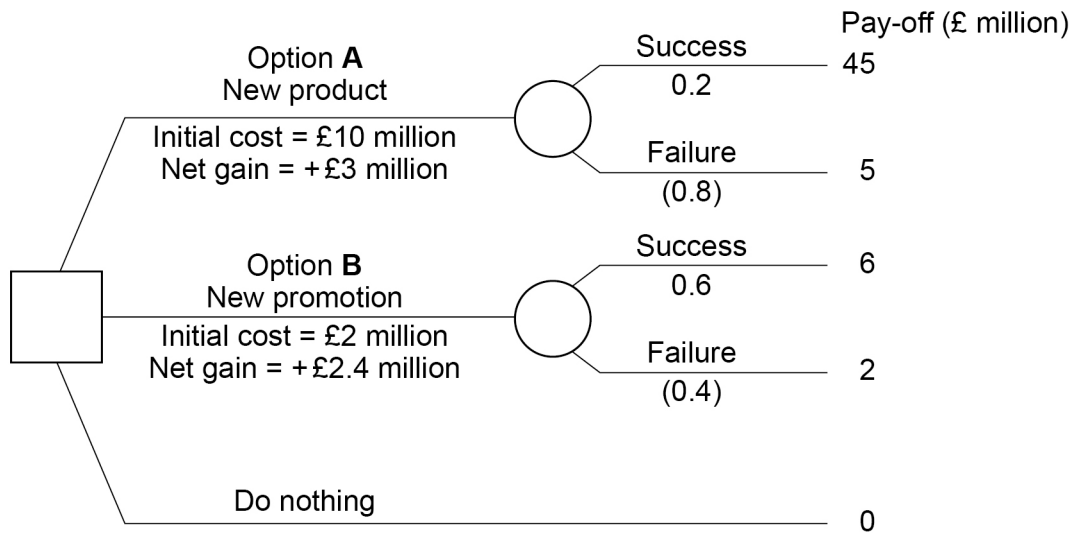 Pay-off (£ million)
Option A
New product
Initial cost = £10 million
Net gain = +£3 million
Success
0.2
45
Failure
(0.8)
5
Option B
New promotion
Initial cost = £2 million
Net gain = +£2.4 million
Success
0.6
6
Failure
(0.4)
2
Do nothing
0